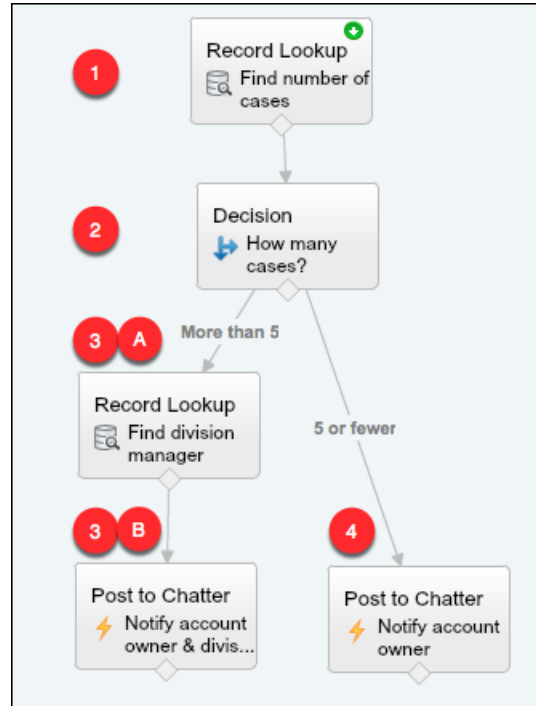 1
Record Lookup
Find number of
cases
2
Decision
How many
cases?
More than 5
5 or fewer
3 A
Record Lookup
Find division
manager
3 B
Post to Chatter
Notify account
owner & divis...
4
Post to Chatter
Notify account
owner